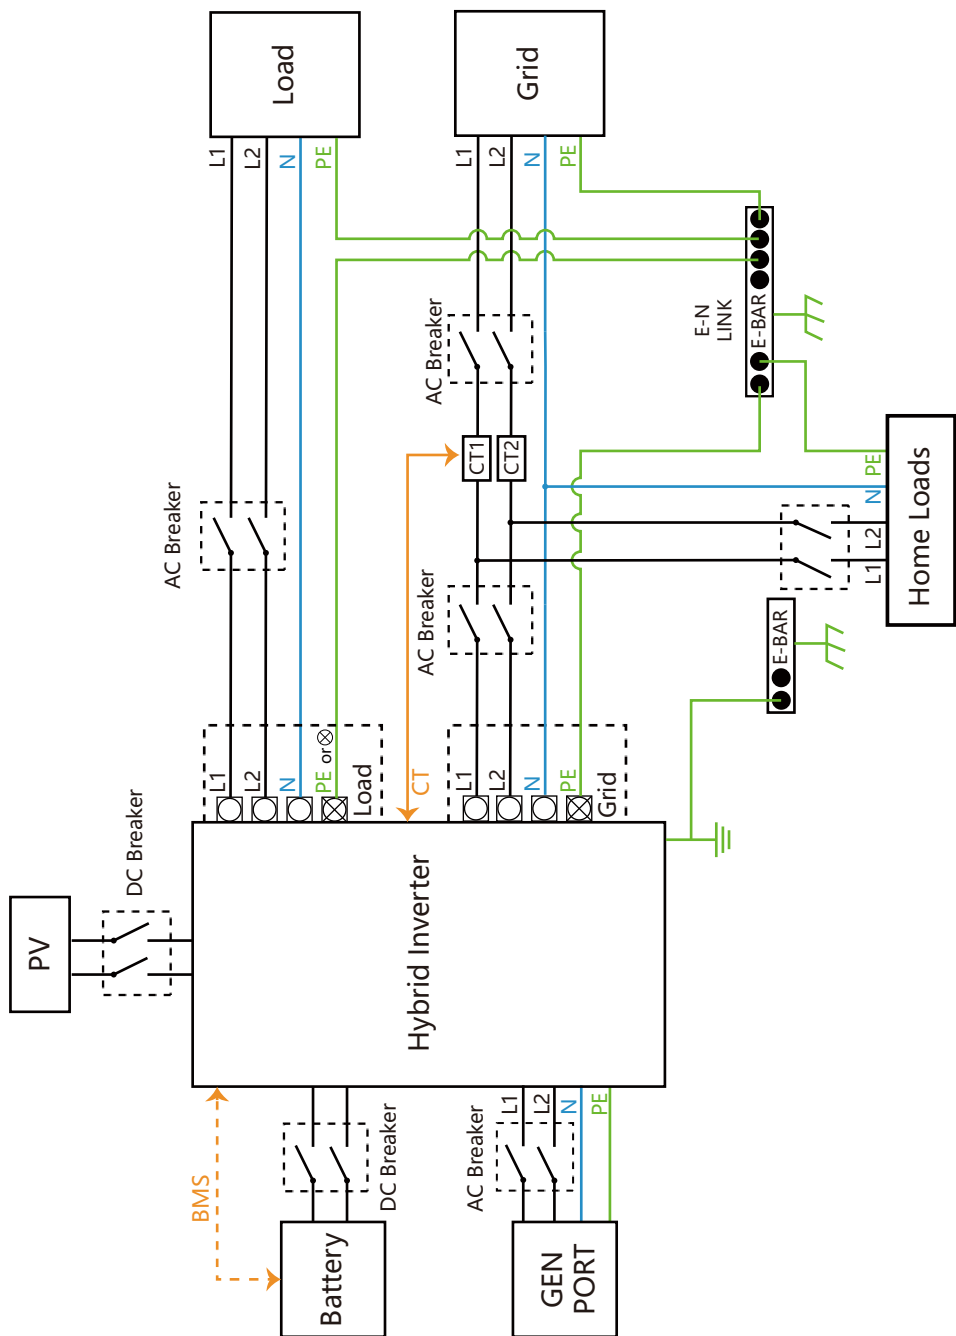 Load
L1
L2
N
PE
Grid
L1
L2
N
PE
AC Breaker
E-N
LINK
E-BAR
AC Breaker
CT1
CT2
AC Breaker
Home Loads
L1
L2
N
PE
E-BAR
L1
L2
N
PE or
Load
CT
L1
L2
N
PE
Grid
PV
DC Breaker
Hybrid Inverter
BMS
Battery
DC Breaker
AC Breaker
L1
L2
N
PE
GEN
PORT